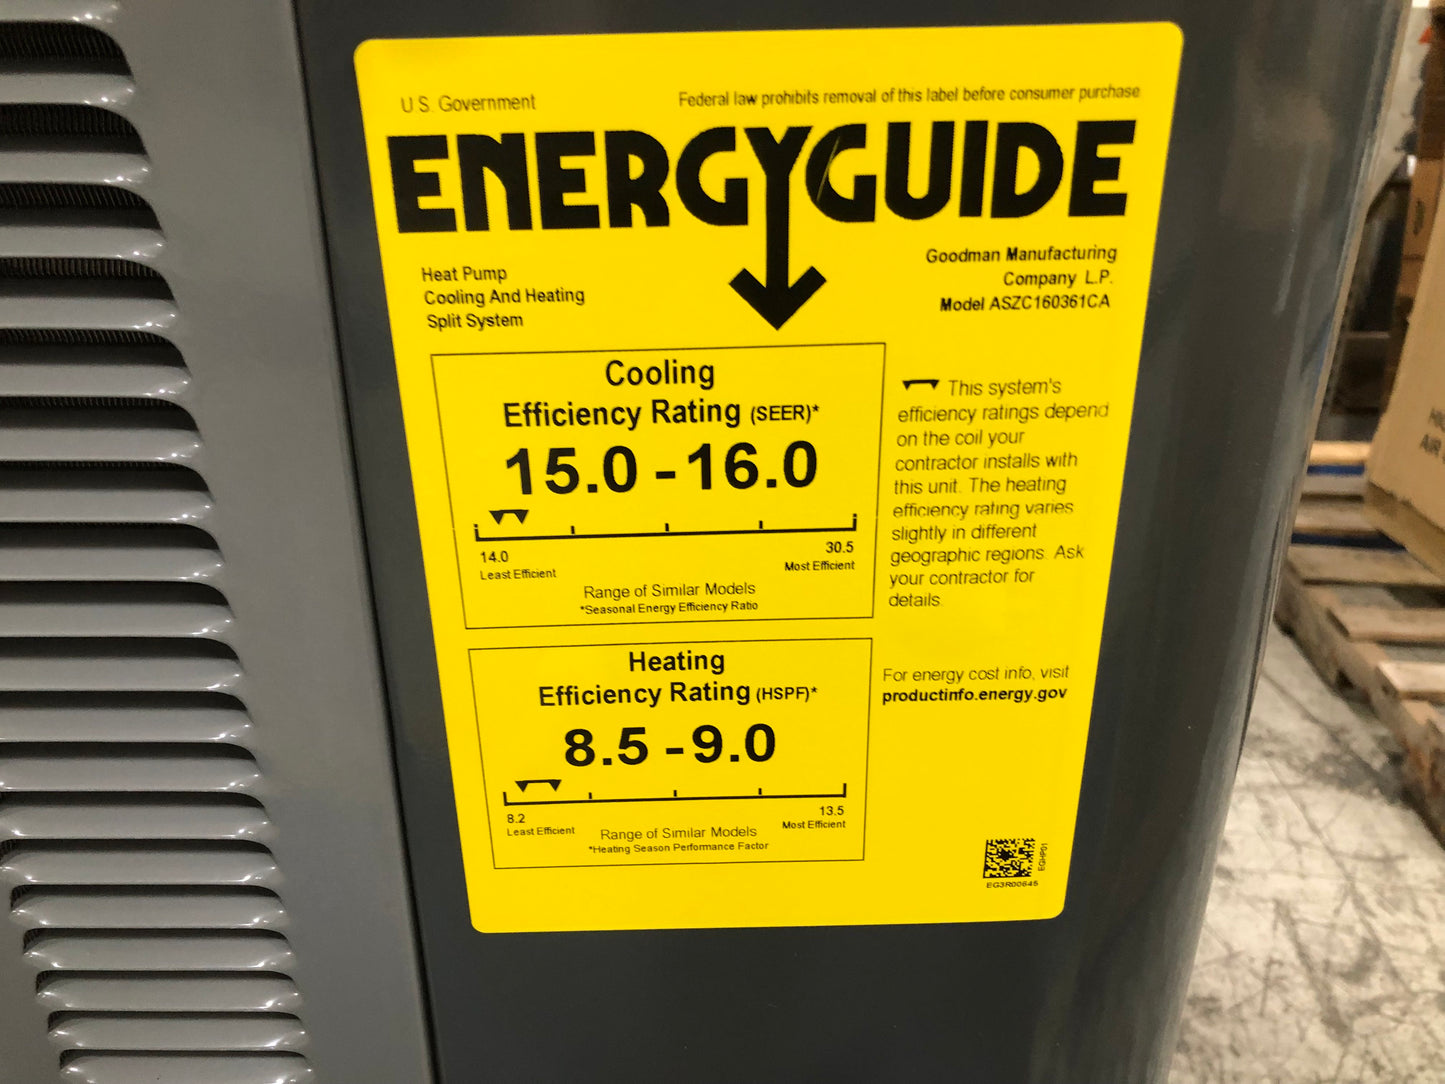 U.S. Government
Federal law prohibits removal of this label before consumer purchase
ENERGYGUIDE
Heat Pump
Cooling And Heating
Split System
Goodman Manufacturing
Company L.P.
Model ASZC160361CA
Cooling
Efficiency Rating (SEER)*
15.0 - 16.0
14.0
Least Efficient
30.5
Most Efficient
Range of Similar Models
*Seasonal Energy Efficiency Ratio
This system's
efficiency ratings depend
on the coil your
contractor installs with
this unit. The heating
efficiency rating varies
slightly in different
geographic regions. Ask
your contractor for
details.
Heating
Efficiency Rating (HSPF)*
8.5 - 9.0
8.2
Least Efficient
13.5
Most Efficient
Range of Similar Models
*Heating Season Performance Factor
For energy cost info, visit
productinfo.energy.gov
EGHP01
EG3R00645